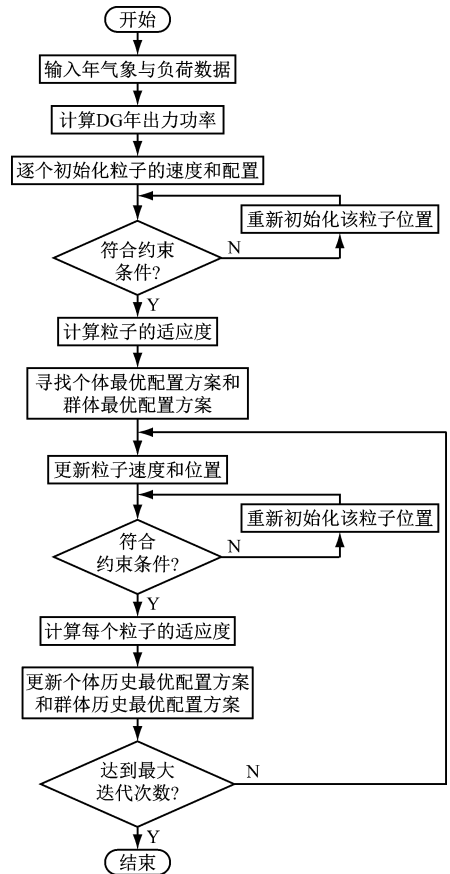 开始
输入年气象与负荷数据
计算DG年出力功率
逐个初始化粒子的速度和配置
重新初始化该粒子位置
符合约束
条件?
N
Y
计算粒子的适应度
寻找个体最优配置方案和
群体最优配置方案
更新粒子速度和位置
重新初始化该粒子位置
符合
约束条件?
N
Y
计算每个粒子的适应度
更新个体历史最优配置方案
和群体历史最优配置方案
达到最大
迭代次数?
N
Y
结束